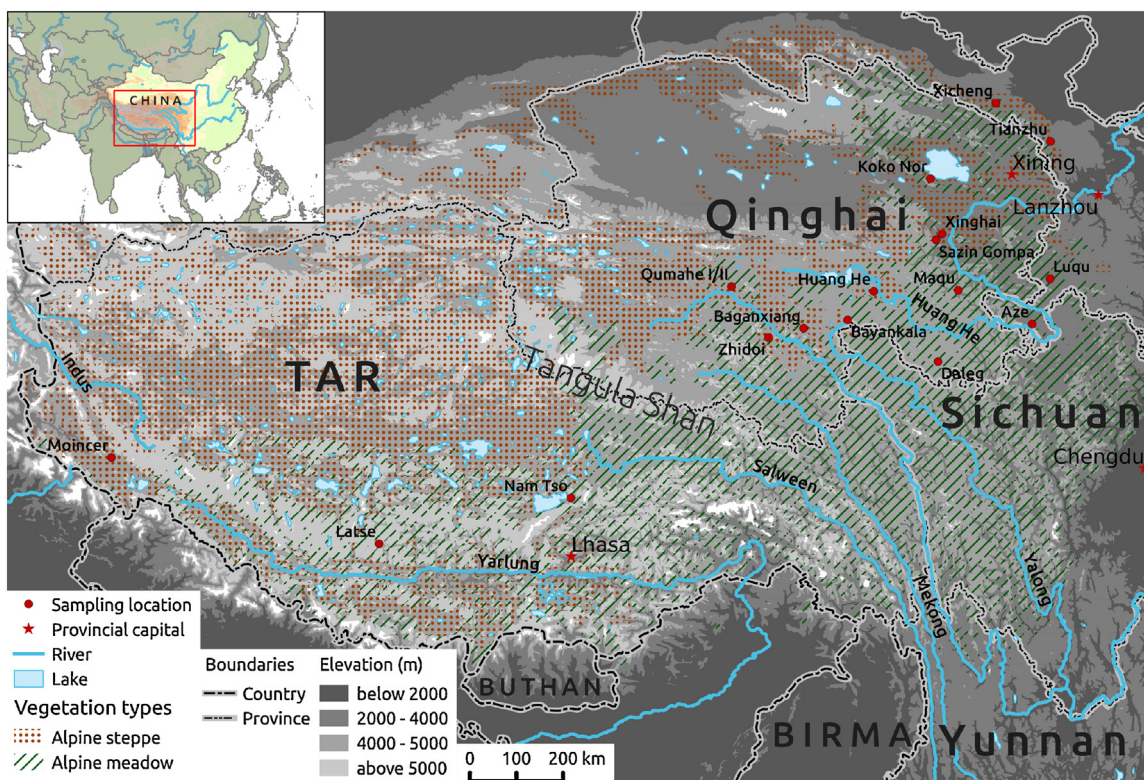 CHINA
Xicheng
Tianzhu
Koko Nor
Xining
Lanzhou
Qinghai
Xinghai
Sazin Gompa
Qumahe I/II
Huang He
Maqu
Luqu
Huang He
Baganxiang
Bayankala
Aze
Zhidoi
Daleg
TAR
Tangula Shan
Indus
Sichuan
Chengdu
Moincer
Salween
Nam Tso
Latse
Lhasa
Yarlung
Mekong
Yalong
BUTHAN
BIRMA
Yunnan
Sampling location
Provincial capital
River
Lake
Vegetation types
Alpine steppe
Alpine meadow
Boundaries
Country
Province
Elevation (m)
below 2000
2000 - 4000
4000 - 5000
above 5000
0 100 200 km